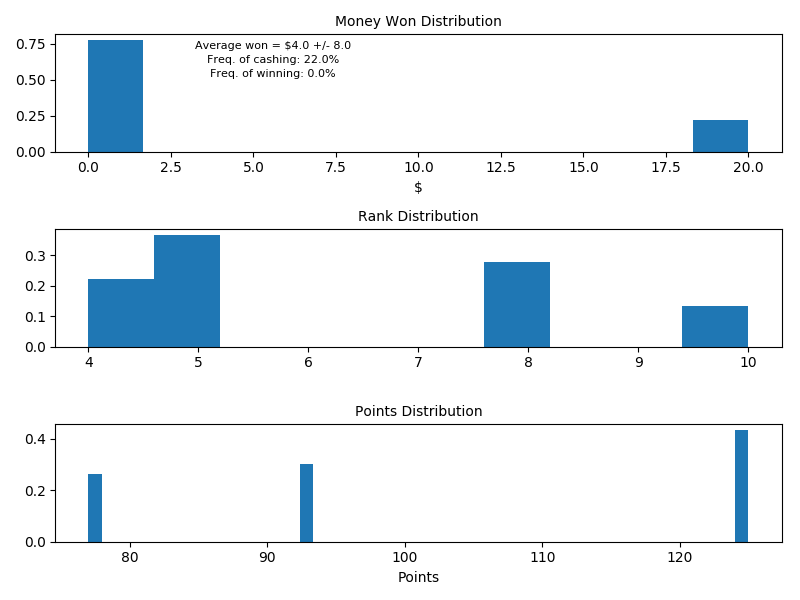 Money Won Distribution
Average won = $4.0 +/- 8.0
Freq. of cashing: 22.0%
Freq. of winning: 0.0%
0.75
0.50
0.25
0.00
0.0 2.5 5.0 7.5 10.0 12.5 15.0 17.5 20.0
$
Rank Distribution
0.3
0.2
0.1
0.0
4 5 6 7 8 9 10
Points Distribution
0.4
0.2
0.0
80 90 100 110 120
Points